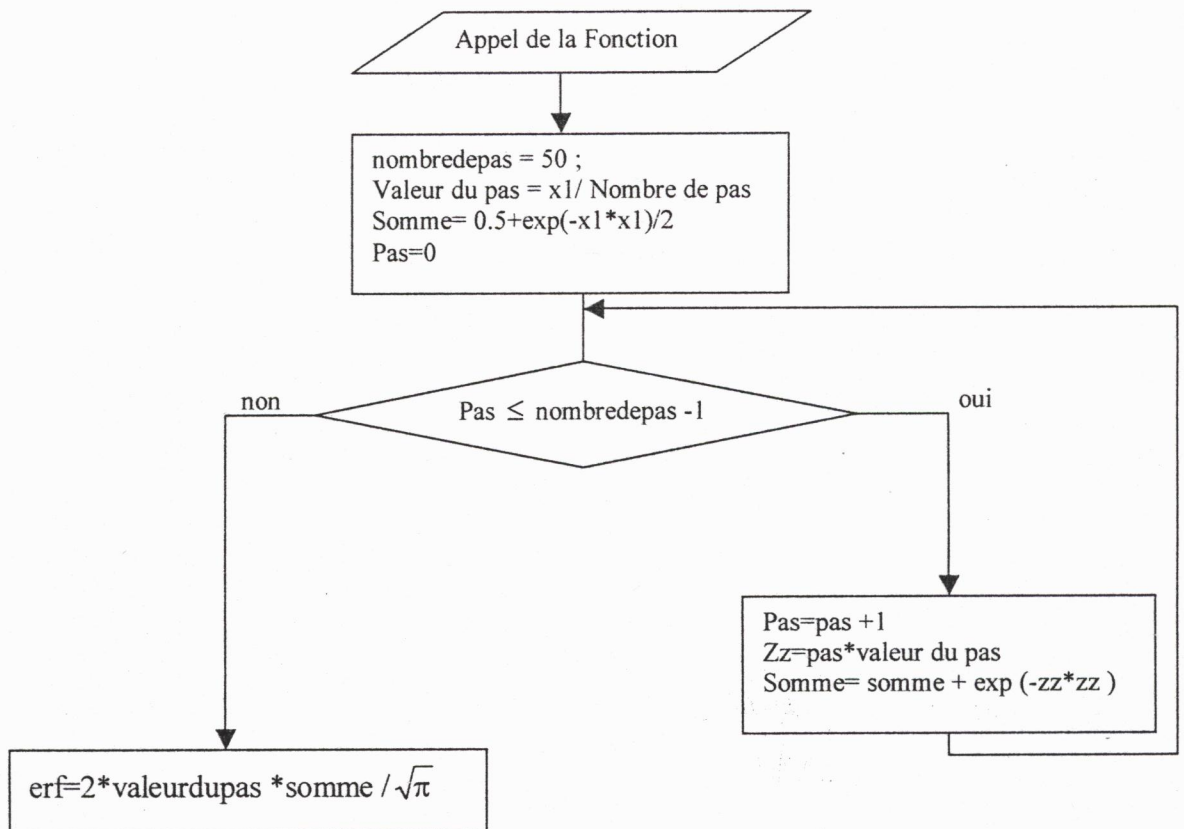 Appel de la Fonction
nombredepas = 50 ;
Valeur du pas = x1/ Nombre de pas
Somme= 0.5+exp(-x1*x1)/2
Pas=0
non
Pas ≤ nombredepas -1
oui
Pas=pas +1
Zz=pas*valeur du pas
Somme= somme + exp (-zz*zz )
erf=2*valeurdupas *somme / √π